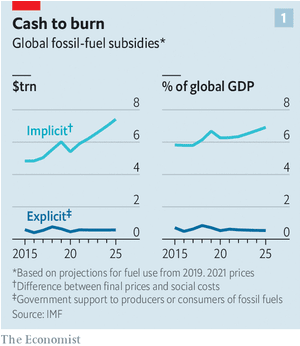 Cash to burn
1
Global fossil-fuel subsidies*
$trn
% of global GDP
8
8
Implicit†
6
6
4
4
2
2
Explicit‡
0
0
2015
20
25
2015
20
25
*Based on projections for fuel use from 2019. 2021 prices
†Difference between final prices and social costs
‡Government support to producers or consumers of fossil fuels
Source: IMF
The Economist